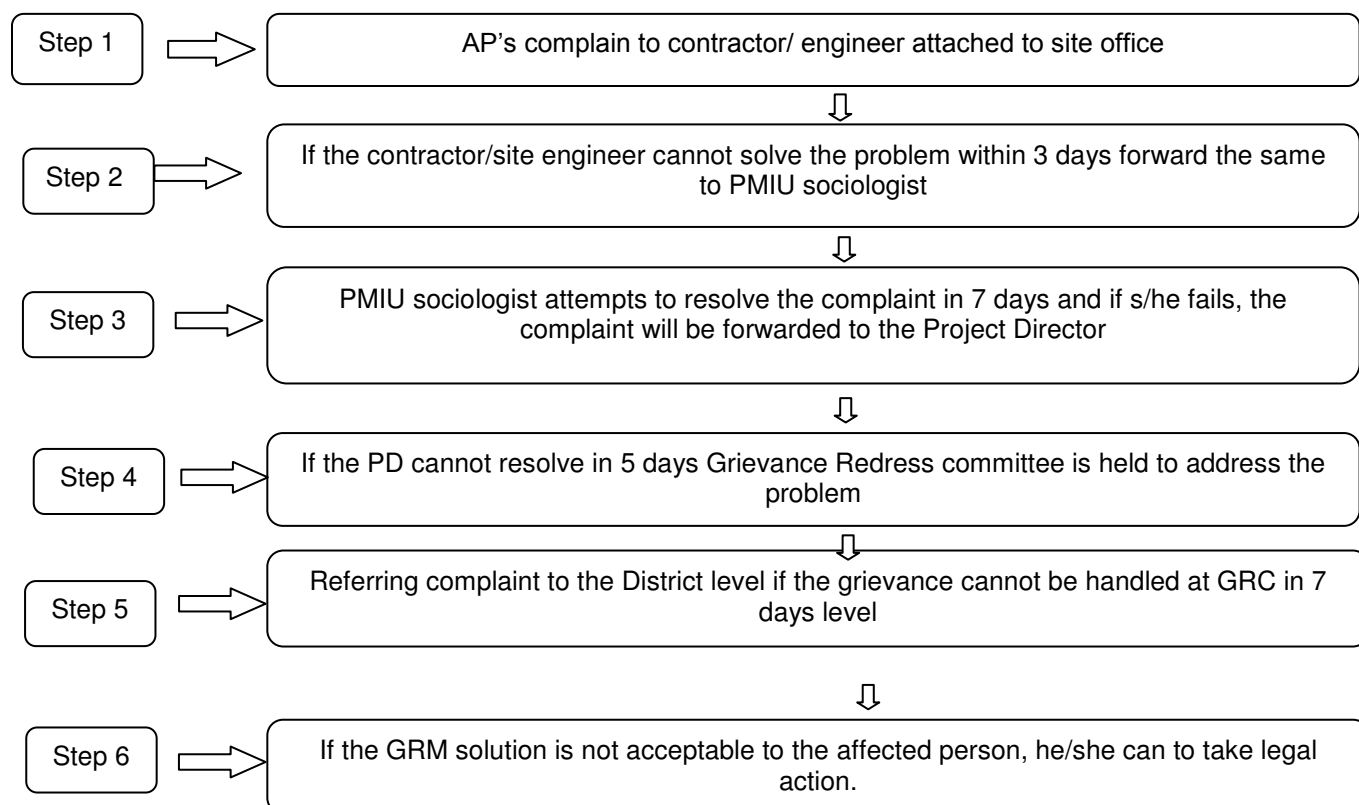 Step 1
AP's complain to contractor/ engineer attached to site office
Step 2
If the contractor/site engineer cannot solve the problem within 3 days forward the same
to PMIU sociologist
Step 3
PMIU sociologist attempts to resolve the complaint in 7 days and if s/he fails, the
complaint will be forwarded to the Project Director
Step 4
If the PD cannot resolve in 5 days Grievance Redress committee is held to address the
problem
Step 5
Referring complaint to the District level if the grievance cannot be handled at GRC in 7
days level
Step 6
If the GRM solution is not acceptable to the affected person, he/she can to take legal
action.